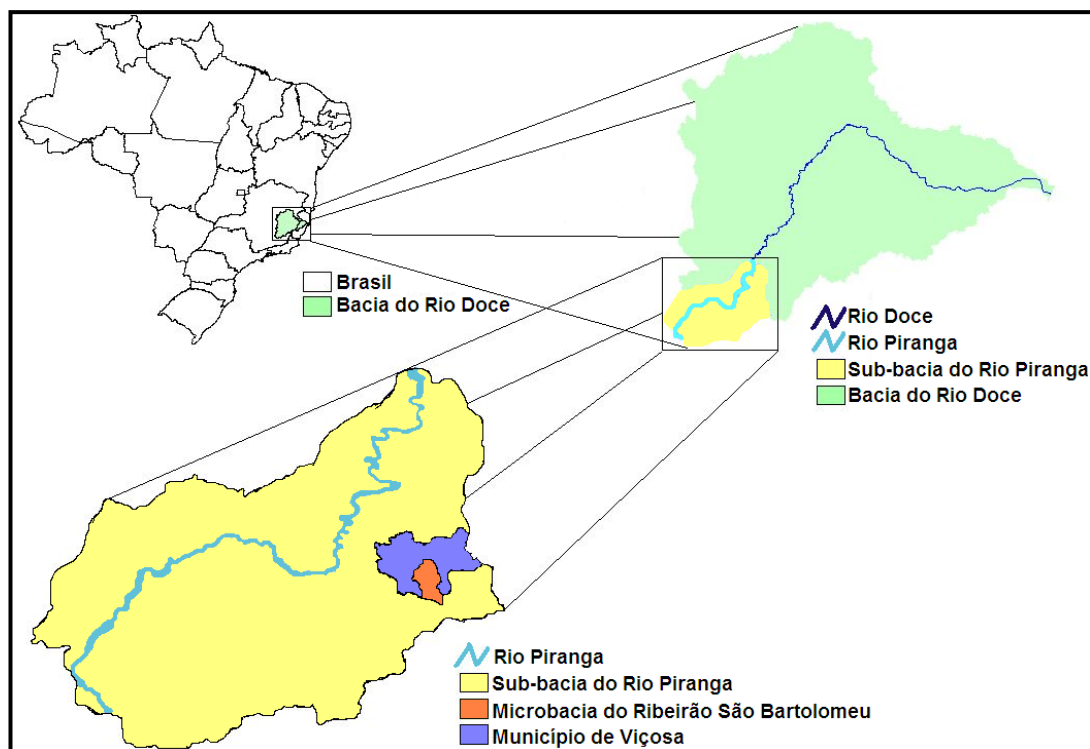 Brasil
Bacia do Rio Doce
Rio Doce
Rio Piranga
Sub-bacia do Rio Piranga
Bacia do Rio Doce
Rio Piranga
Sub-bacia do Rio Piranga
Microbacia do Ribeirão São Bartolomeu
Município de Viçosa